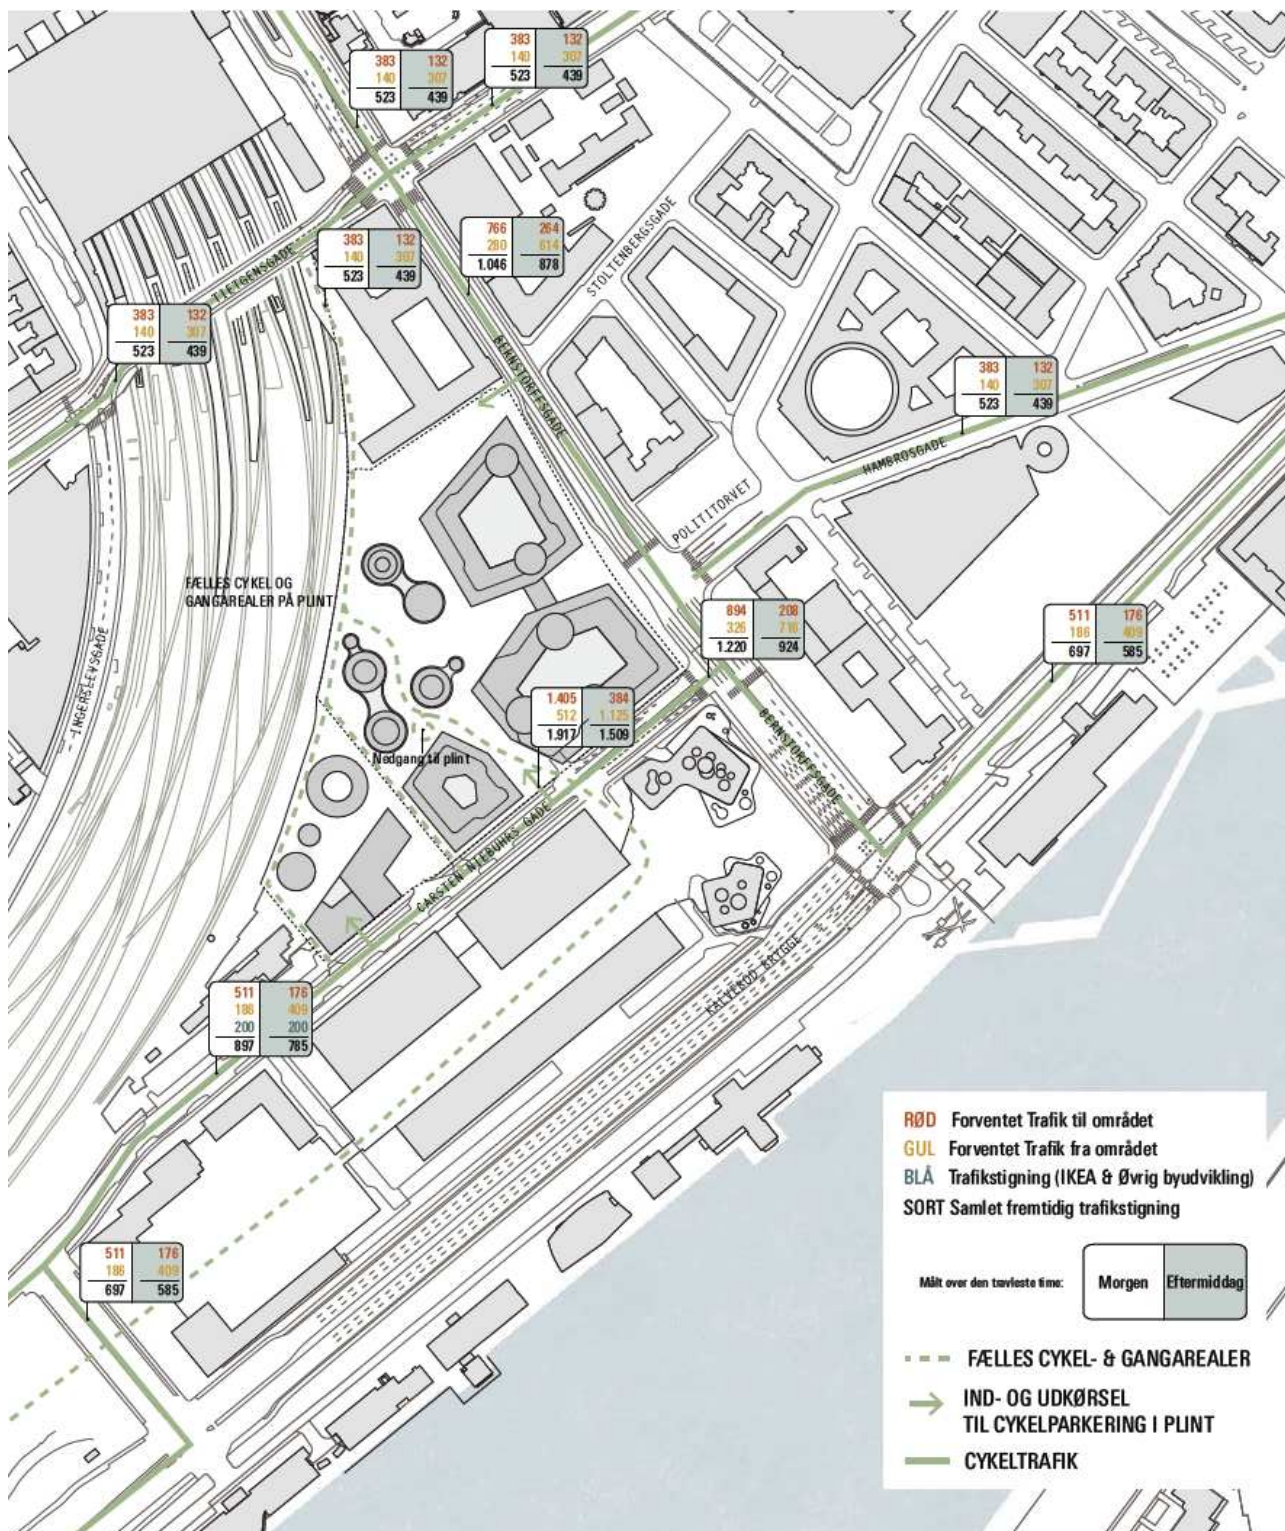 383 132
140 307
523 439
383 132
140 307
523 439
766 264
280 614
1.046 878
383 132
140 307
523 439
383 132
140 307
523 439
TIETGENSGADE
STOLTENBERGSGADE
BERNSTORFFSGADE
383 132
140 307
523 439
HAMBROSGADE
POLITITORVET
FÆLLES CYKEL OG
GANGAREALER PÅ PLINT
INGERSLEVSGADE
894 208
326 716
1.220 924
511 176
186 409
697 585
1.405 384
512 1.125
1.917 1.509
BERNSTORFFSGADE
Nedgang til plint
CARSTEN NIEBUHRS GADE
KALVEBOD BRYGGE
511 176
186 409
200 200
897 785
511 176
186 409
697 585
RØD Forventet Trafik til området
GUL Forventet Trafik fra området
BLÅ Trafikstigning (IKEA & Øvrig byudvikling)
SORT Samlet fremtidig trafikstigning
Målt over den travleste time:
Morgen Eftermiddag
FÆLLES CYKEL- & GANGAREALER
IND- OG UDKØRSEL
TIL CYKELPARKERING I PLINT
CYKELTRAFIK